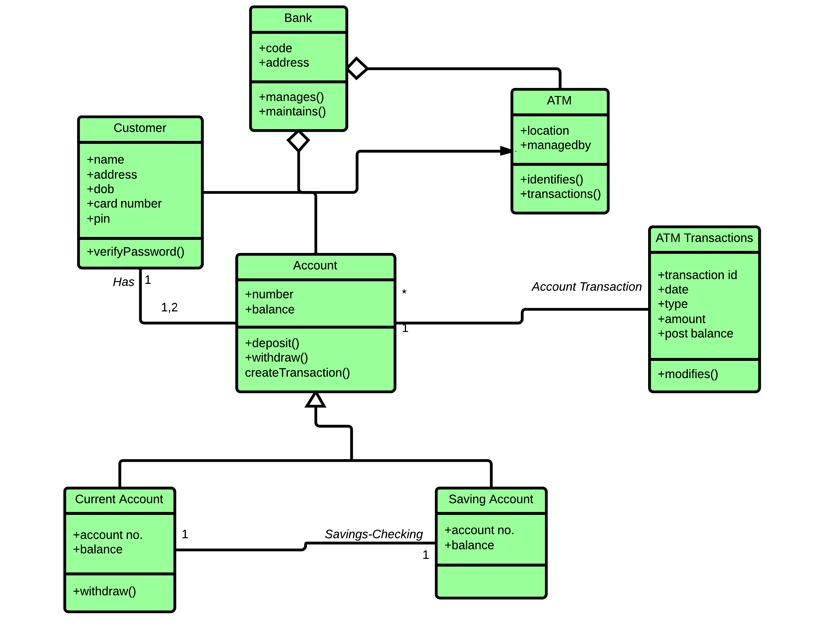 Bank
+code
+address
+manages()
+maintains()
ATM
+location
+managedby
+identifies()
+transactions()
Customer
+name
+address
+dob
+card number
+pin
+verifyPassword()
Has
1
1,2
Account
+number
+balance
+deposit()
+withdraw()
createTransaction()
*
1
Account Transaction
ATM Transactions
+transaction id
+date
+type
+amount
+post balance
+modifies()
Current Account
+account no.
+balance
+withdraw()
1
Savings-Checking
1
Saving Account
+account no.
+balance